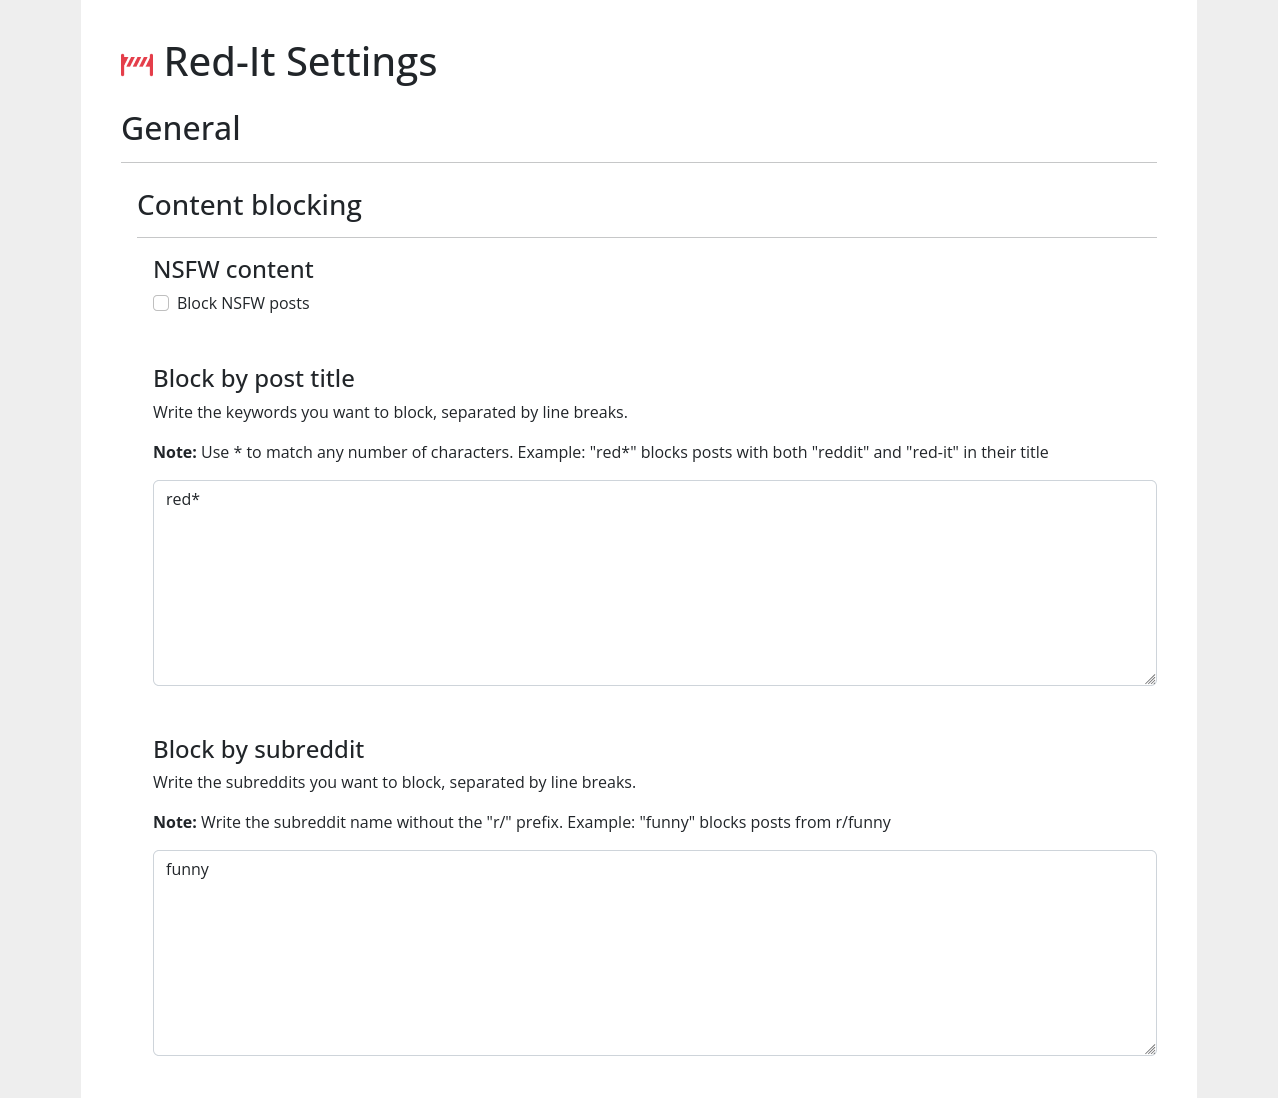 Red-It Settings
General
Content blocking
NSFW content
Block NSFW posts
Block by post title
Write the keywords you want to block, separated by line breaks.
Note: Use * to match any number of characters. Example: "red*" blocks posts with both "reddit" and "red-it" in their title
red*
Block by subreddit
Write the subreddits you want to block, separated by line breaks.
Note: Write the subreddit name without the "r/" prefix. Example: "funny" blocks posts from r/funny
funny